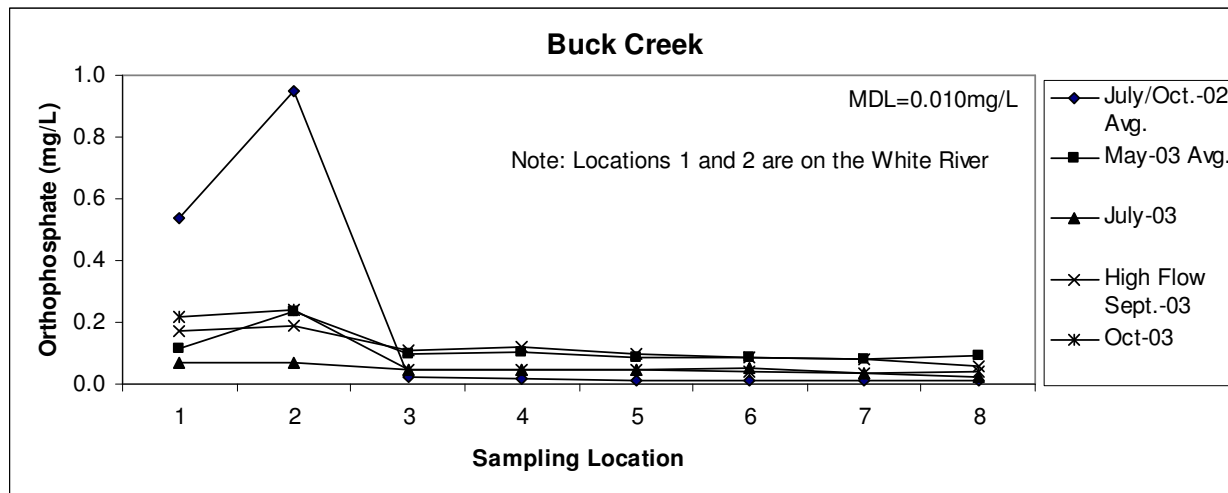 Buck Creek
Orthophosphate (mg/L)
1.0
0.8
0.6
0.4
0.2
0.0
MDL=0.010mg/L
Note: Locations 1 and 2 are on the White River
1 2 3 4 5 6 7 8
Sampling Location
July/Oct.-02
Avg.
May-03 Avg.
July-03
High Flow
Sept.-03
Oct-03